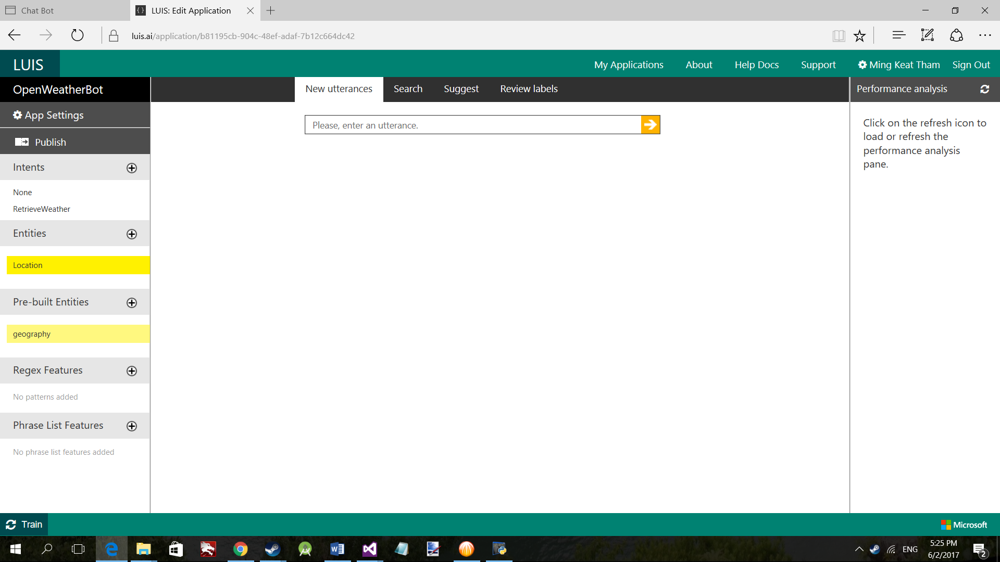 Chat Bot
LUIS: Edit Application
luis.ai/application/b81195cb-904c-48ef-adaf-7b12c664dc42
LUIS
My Applications
About
Help Docs
Support
Ming Keat Tham
Sign Out
OpenWeatherBot
New utterances
Search
Suggest
Review labels
Performance analysis
App Settings
Publish
Please, enter an utterance.
Click on the refresh icon to
load or refresh the
performance analysis
pane.
Intents
None
RetrieveWeather
Entities
Location
Pre-built Entities
geography
Regex Features
No patterns added
Phrase List Features
No phrase list features added
Train
Microsoft
ENG
5:25 PM
6/2/2017
2